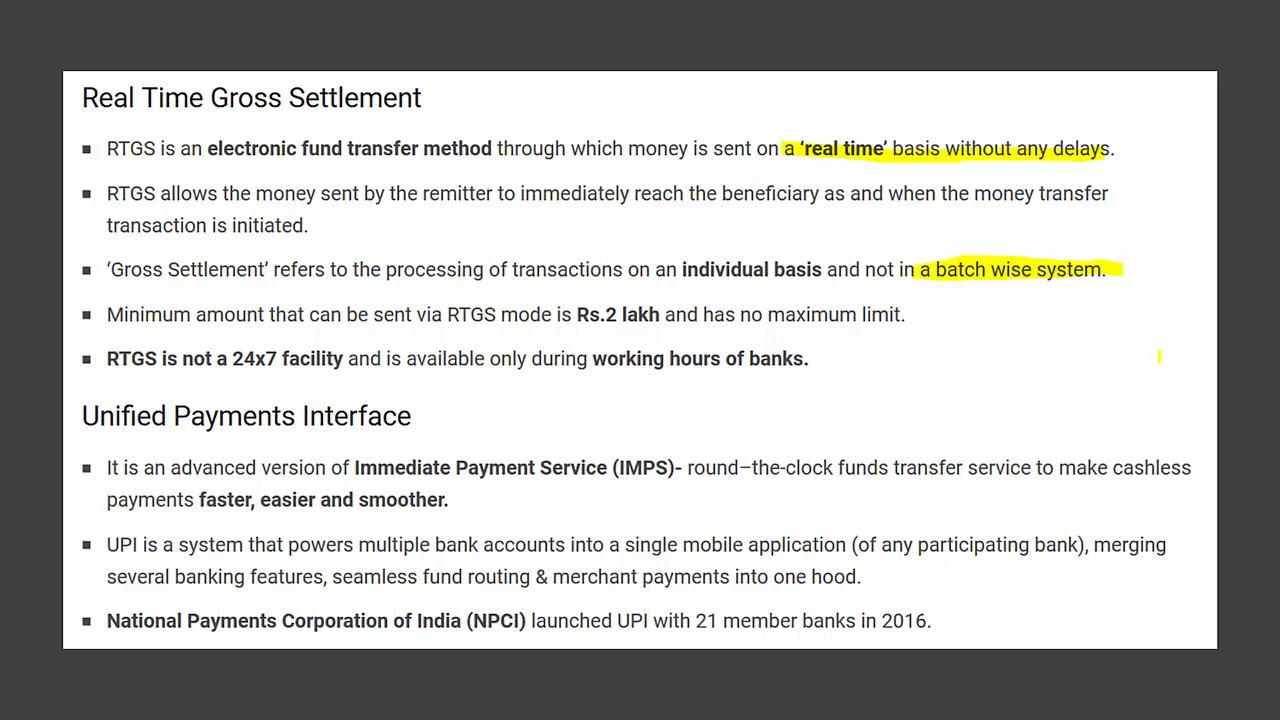 Real Time Gross Settlement
▪ RTGS is an electronic fund transfer method through which money is sent on a ‘real time’ basis without any delays.
▪ RTGS allows the money sent by the remitter to immediately reach the beneficiary as and when the money transfer
transaction is initiated.
▪ ‘Gross Settlement’ refers to the processing of transactions on an individual basis and not in a batch wise system.
▪ Minimum amount that can be sent via RTGS mode is Rs.2 lakh and has no maximum limit.
▪ RTGS is not a 24x7 facility and is available only during working hours of banks.
Unified Payments Interface
▪ It is an advanced version of Immediate Payment Service (IMPS)- round–the-clock funds transfer service to make cashless
payments faster, easier and smoother.
▪ UPI is a system that powers multiple bank accounts into a single mobile application (of any participating bank), merging
several banking features, seamless fund routing & merchant payments into one hood.
▪ National Payments Corporation of India (NPCI) launched UPI with 21 member banks in 2016.